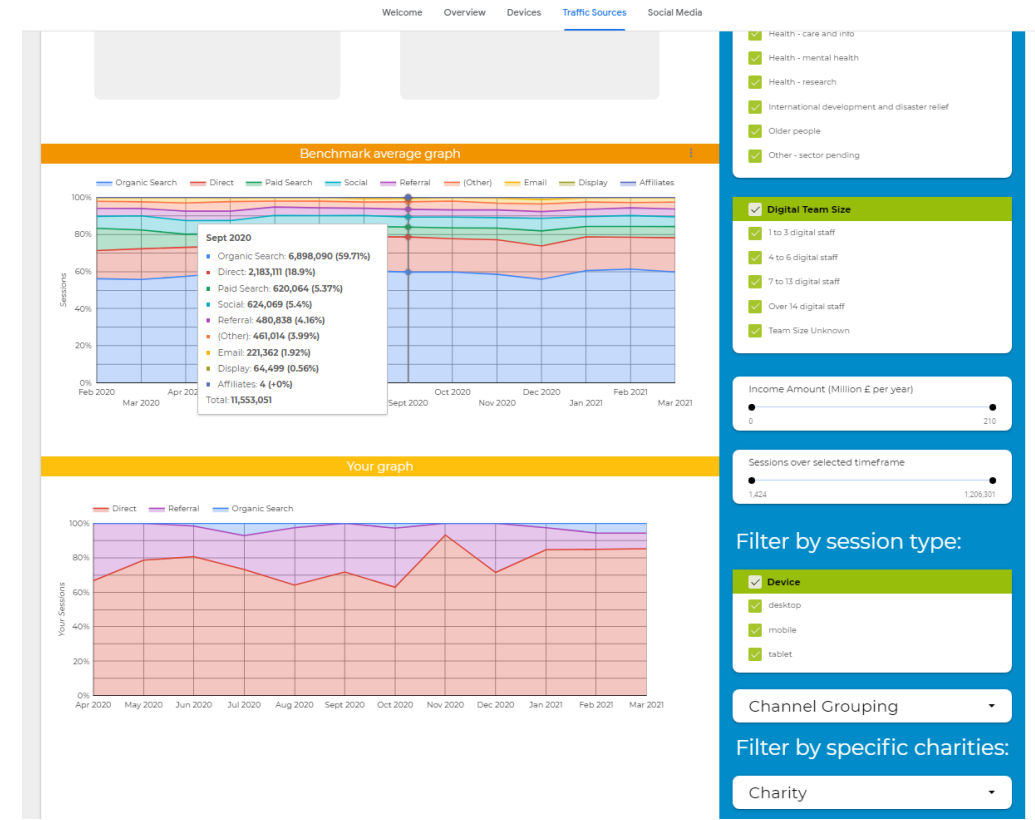 Welcome Overview Devices Traffic Sources Social Media
Health - care and info
Health - mental health
Health - research
International development and disaster relief
Older people
Other - sector pending
Benchmark average graph
Organic Search Direct Paid Search Social Referral (Other) Email Display Affiliates
100%
80%
60%
40%
20%
0%
Sessions
Feb 2020
Mar 2020
Apr 202
Sept 2020
Oct 2020
Nov 2020
Dec 2020
Jan 2021
Feb 2021
Mar 2021
Sept 2020
Organic Search: 6,898,090 (59.71%)
Direct: 2,183,111 (18.9%)
Paid Search: 620,064 (5.37%)
Social: 624,069 (5.4%)
Referral: 480,838 (4.16%)
(Other): 461,014 (3.99%)
Email: 221,362 (1.92%)
Display: 64,499 (0.56%)
Affiliates: 4 (+0%)
Total: 11,553,051
Digital Team Size
1 to 3 digital staff
4 to 6 digital staff
7 to 13 digital staff
Over 14 digital staff
Team Size Unknown
Income Amount (Million £ per year)
0 210
Sessions over selected timeframe
1,424 1,206,301
Your graph
Direct Referral Organic Search
100%
80%
60%
40%
20%
0%
Your Sessions
Apr 2020 May 2020 Jun 2020 Jul 2020 Aug 2020 Sept 2020 Oct 2020 Nov 2020 Dec 2020 Jan 2021 Feb 2021 Mar 2021
Filter by session type:
Device
desktop
mobile
tablet
Channel Grouping
Filter by specific charities:
Charity